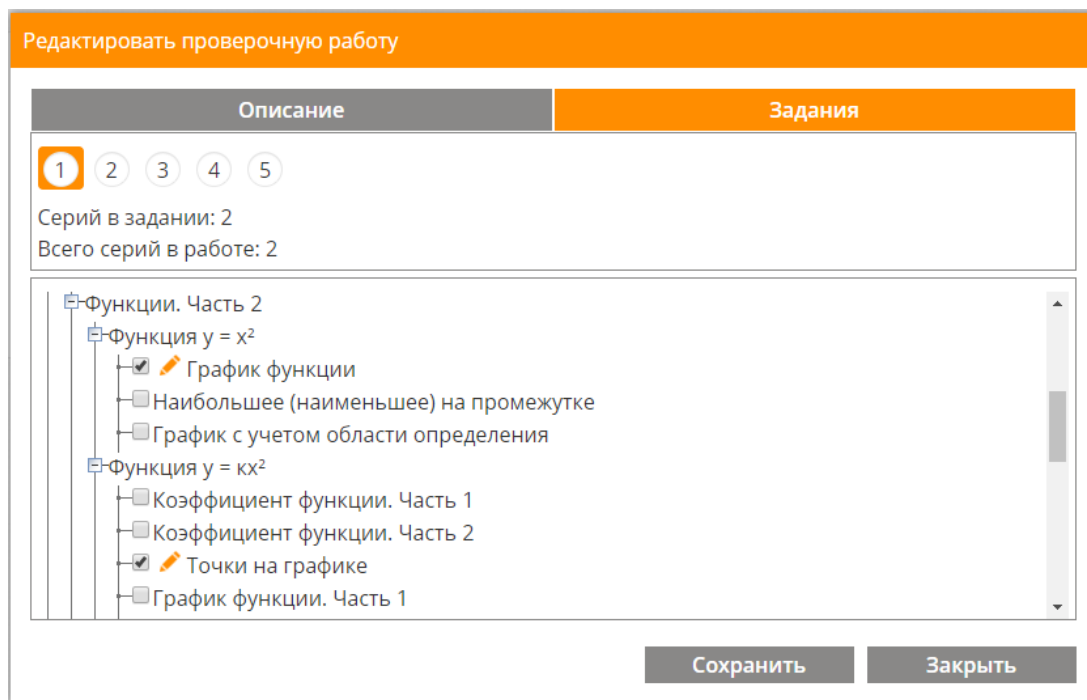 Редактировать проверочную работу
Описание
Задания
1 2 3 4 5
Серий в задании: 2
Всего серий в работе: 2
Функции. Часть 2
Функция y = x²
График функции
Наибольшее (наименьшее) на промежутке
График с учетом области определения
Функция y = кx²
Коэффициент функции. Часть 1
Коэффициент функции. Часть 2
Точки на графике
График функции. Часть 1
Сохранить
Закрыть